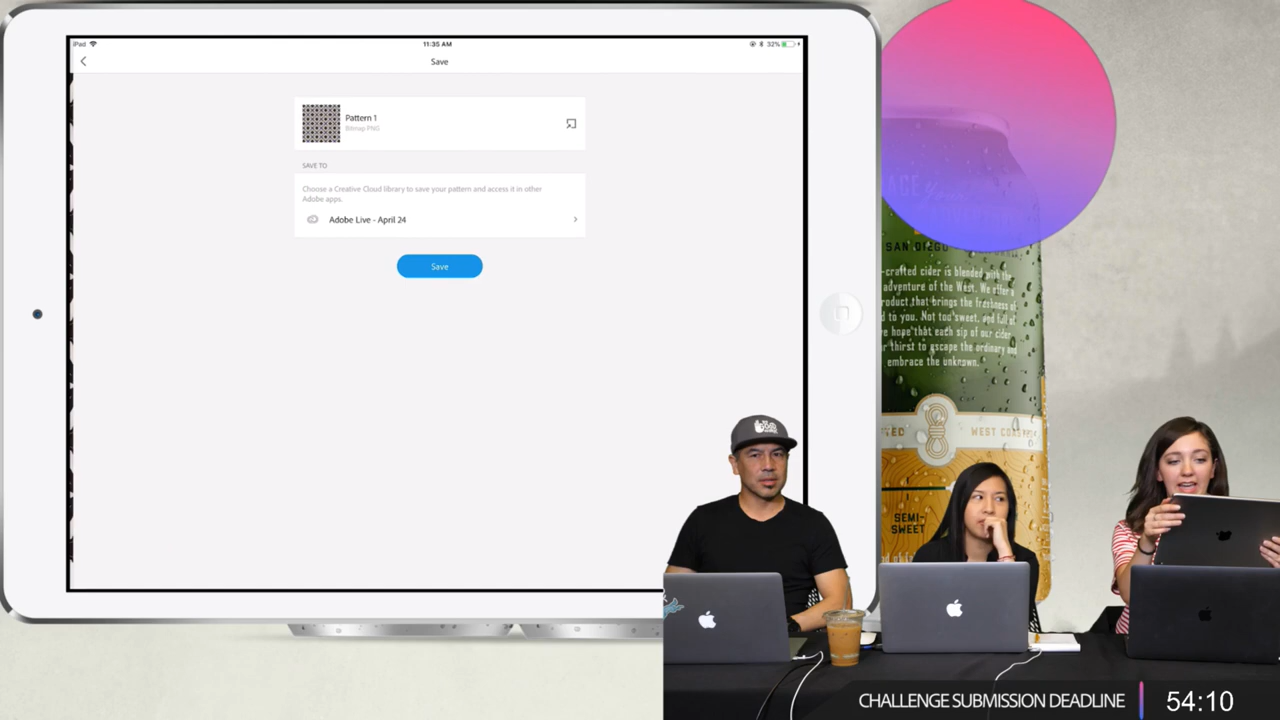 iPad
11:35 AM
32%
Save
Pattern 1
Bitmap PNG
SAVE TO
Choose a Creative Cloud library to save your pattern and access it in other
Adobe apps.
Adobe Live - April 24
Save
SAN DIEGO
-crafted cider is blended with the
adventure of the West. We offer a
roduct that brings the freshness of
d to you. Not too sweet, and full of
e hope that each sip of our cider
r thirst to escape the ordinary and
embrace the unknown.
WEST COAST
SEMI-
SWEET
CHALLENGE SUBMISSION DEADLINE
54:10